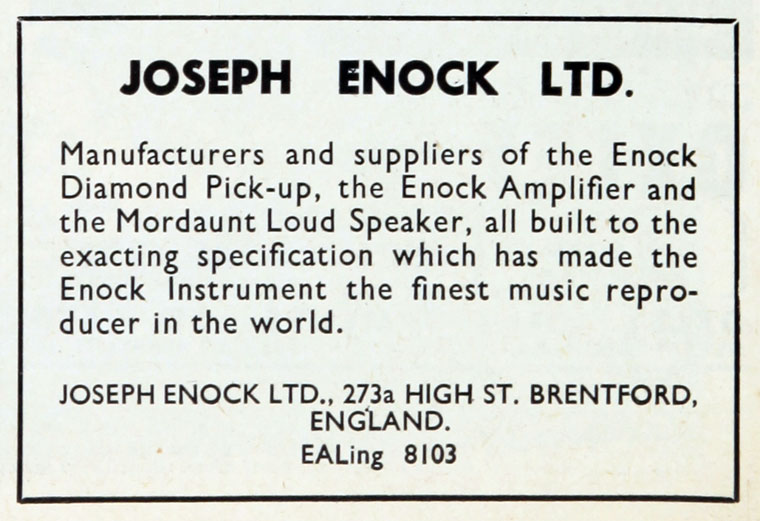 JOSEPH ENOCK LTD.
Manufacturers and suppliers of the Enock
Diamond Pick-up, the Enock Amplifier and
the Mordaunt Loud Speaker, all built to the
exacting specification which has made the
Enock Instrument the finest music repro-
ducer in the world.
JOSEPH ENOCK LTD., 273a HIGH ST. BRENTFORD,
ENGLAND.
EALing 8103